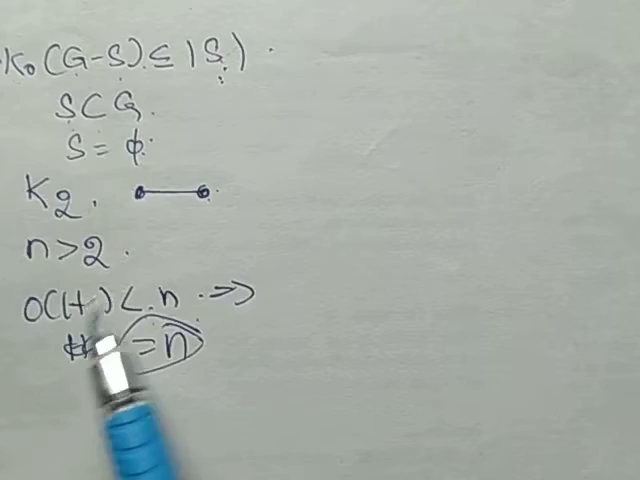 K₀(G-S) ≤ |S|.
S⊂G.
S = ϕ.
K₂.
n>2.
O(H)<n ⇒
= n